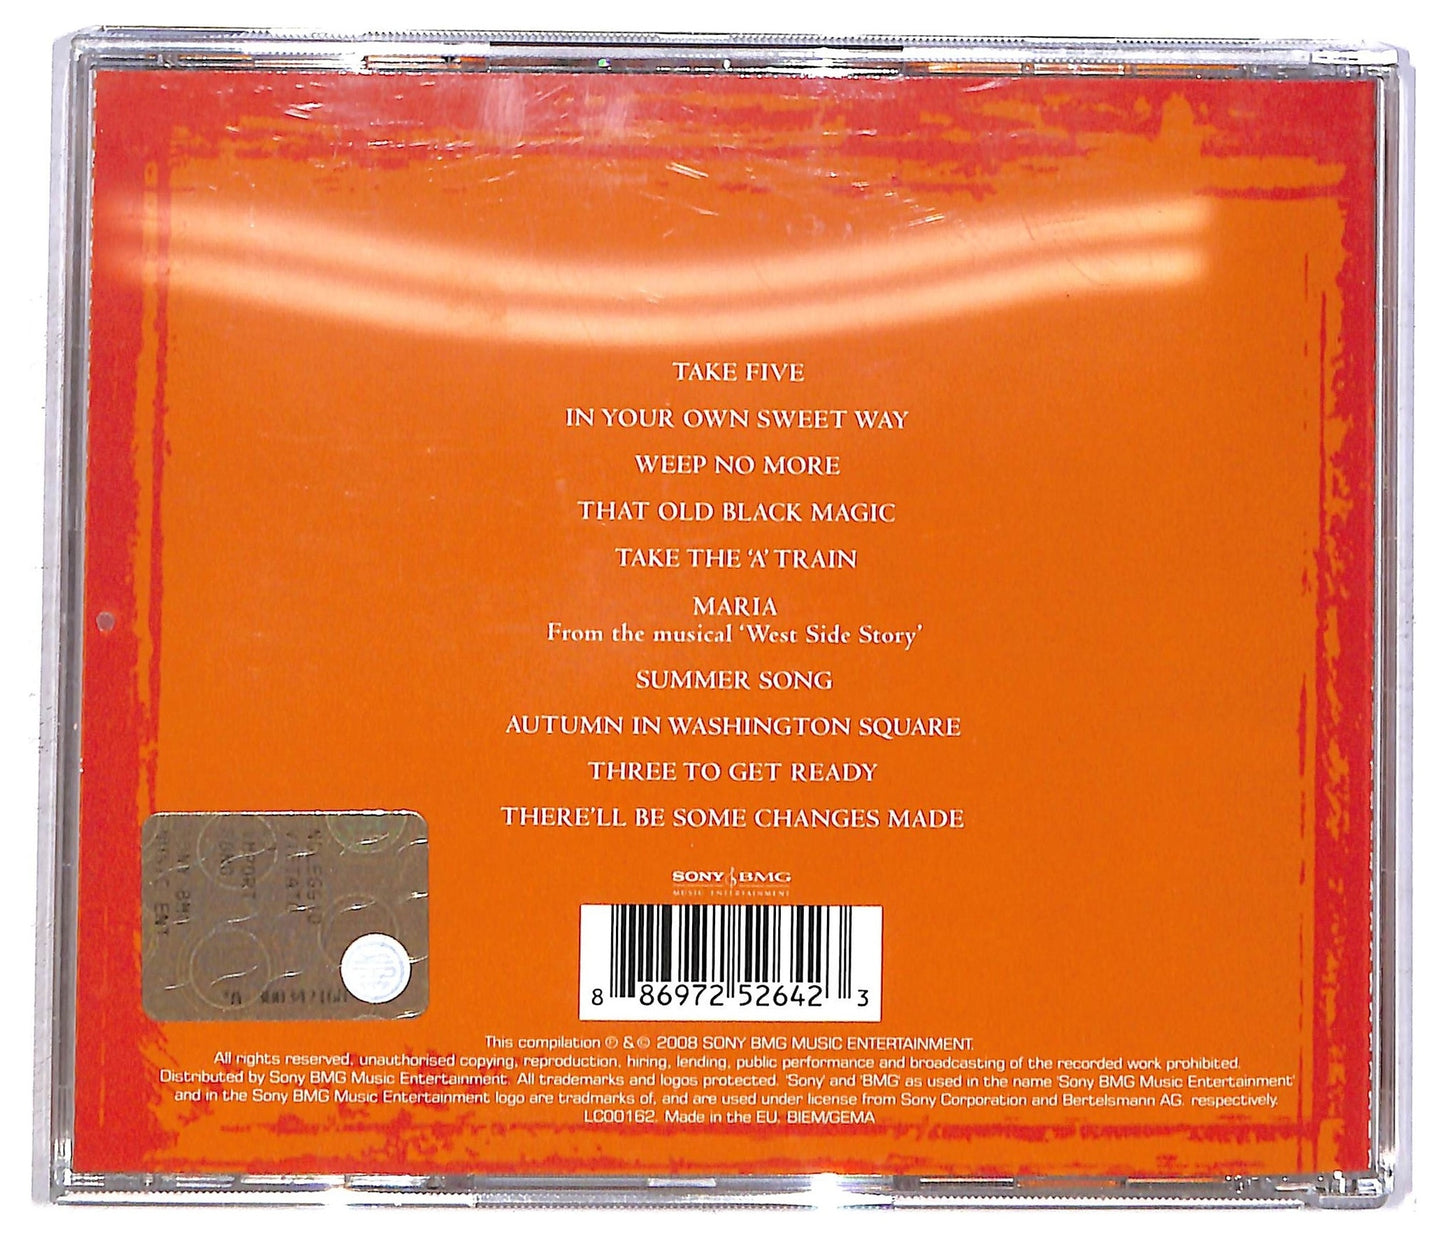 TAKE FIVE
IN YOUR OWN SWEET WAY
WEEP NO MORE
THAT OLD BLACK MAGIC
TAKE THE ‘A’ TRAIN
MARIA
From the musical ‘West Side Story’
SUMMER SONG
AUTUMN IN WASHINGTON SQUARE
THREE TO GET READY
THERE'LL BE SOME CHANGES MADE
SONY BMG
MUSIC ENTERTAINMENT
8 86972 52642 3
This compilation ℗ & © 2008 SONY BMG MUSIC ENTERTAINMENT.
All rights reserved, unauthorised copying, reproduction, hiring, lending, public performance and broadcasting of the recorded work prohibited.
Distributed by Sony BMG Music Entertainment. All trademarks and logos protected. 'Sony' and 'BMG' as used in the name 'Sony BMG Music Entertainment'
and in the Sony BMG Music Entertainment logo are tradmarks of, and are used under license from Sony Corporation and Bertelsmann AG, respectively.
LC00162. Made in the EU. BIEM/GEMA